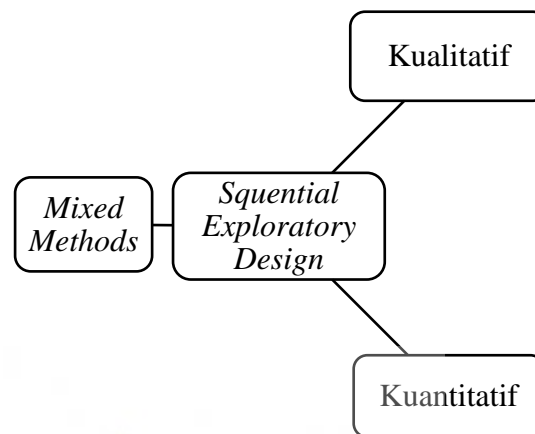 Kualitatif
Mixed
Methods
Squential
Exploratory
Design
Kuantitatif